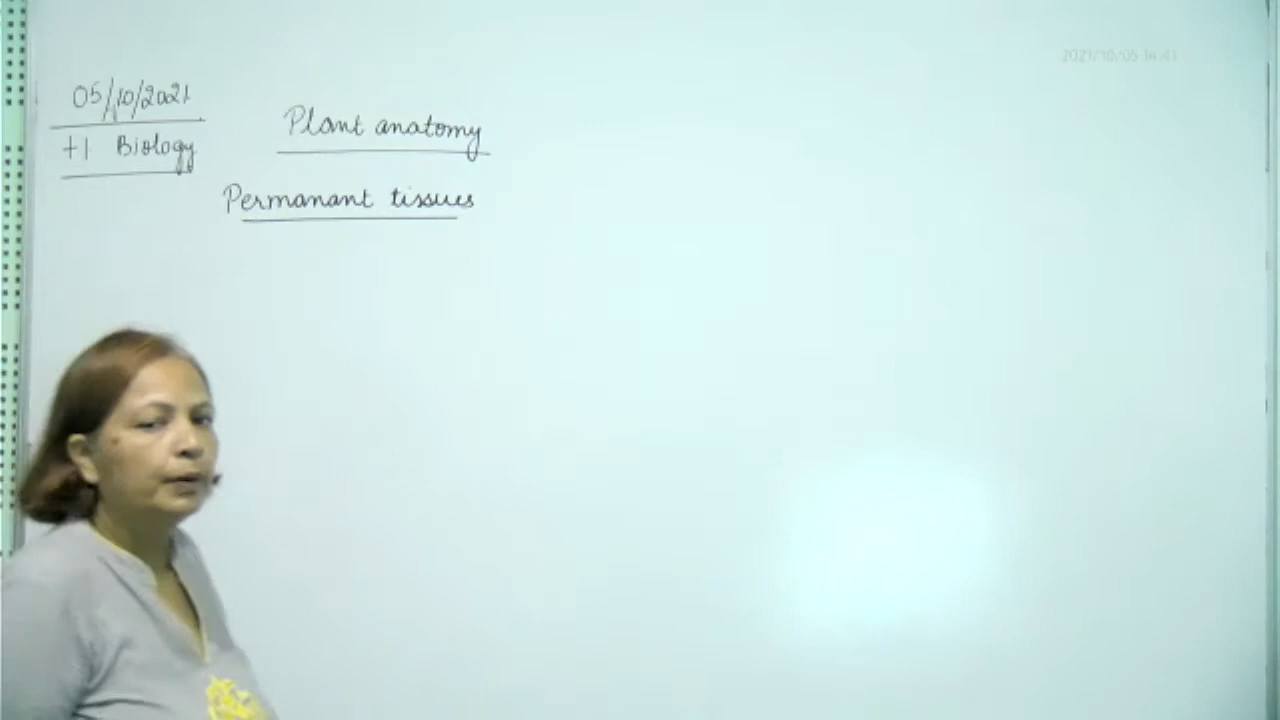 2021/10/05 14:41
05/10/2021
Plant anatomy
+1 Biology
Permanant tissues